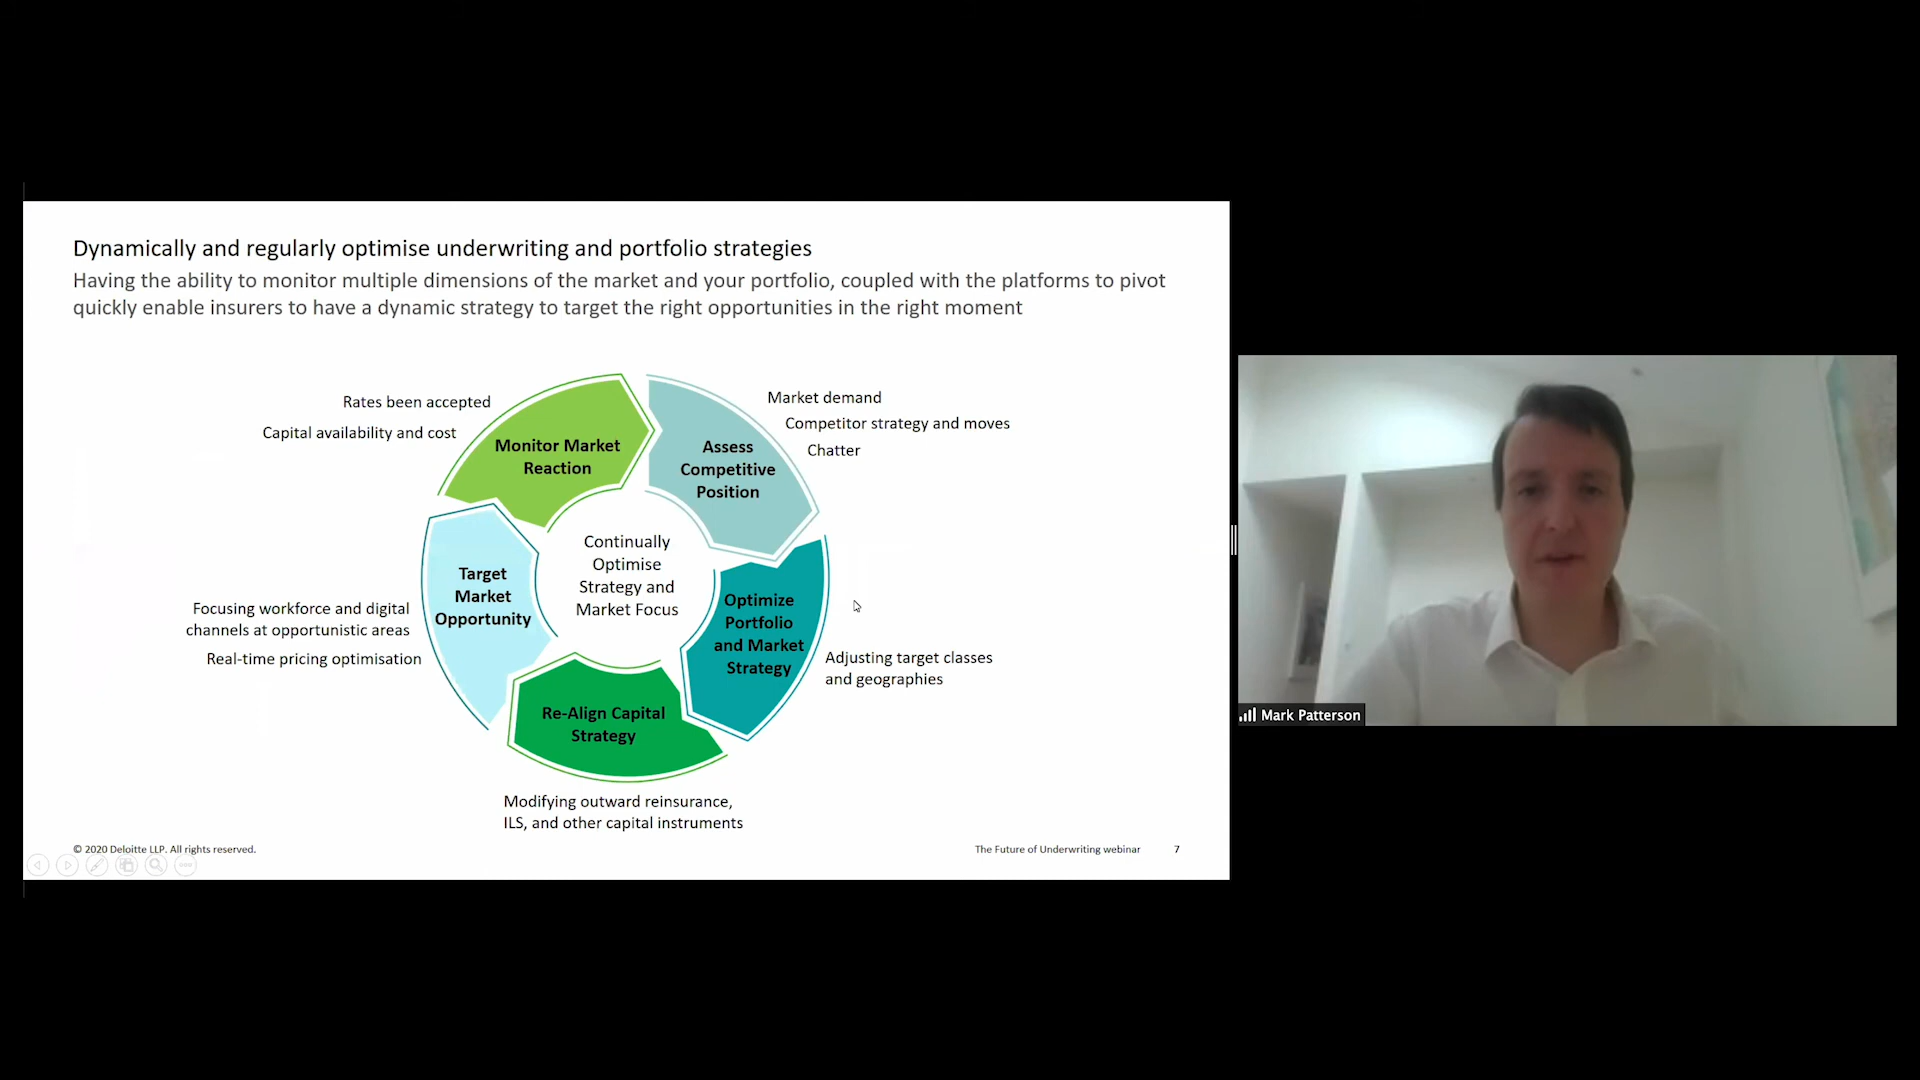 Dynamically and regularly optimise underwriting and portfolio strategies
Having the ability to monitor multiple dimensions of the market and your portfolio, coupled with the platforms to pivot
quickly enable insurers to have a dynamic strategy to target the right opportunities in the right moment
Rates been accepted
Capital availability and cost
Monitor Market
Reaction
Assess
Competitive
Position
Market demand
Competitor strategy and moves
Chatter
Continually
Optimise
Strategy and
Market Focus
Target
Market
Opportunity
Focusing workforce and digital
channels at opportunistic areas
Real-time pricing optimisation
Optimize
Portfolio
and Market
Strategy
Adjusting target classes
and geographies
Re-Align Capital
Strategy
Modifying outward reinsurance,
ILS, and other capital instruments
© 2020 Deloitte LLP. All rights reserved.
The Future of Underwriting webinar
7
Mark Patterson